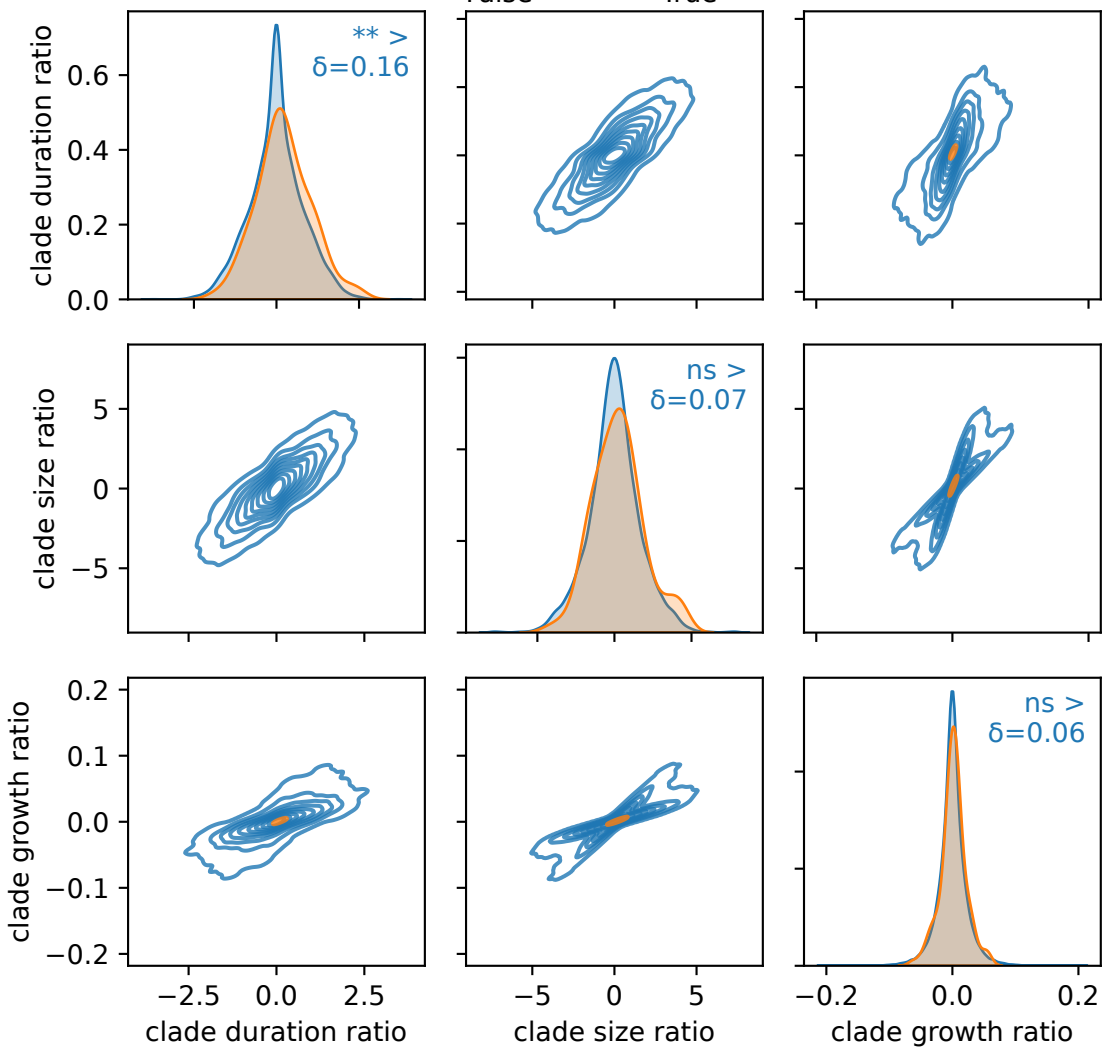 False True
clade duration ratio
0.6
0.4
0.2
0.0
** >
δ=0.16
clade size ratio
5
0
−5
ns >
δ=0.07
clade growth ratio
0.2
0.1
0.0
−0.1
−0.2
ns >
δ=0.06
−2.5 0.0 2.5
−5 0 5
−0.2 0.0 0.2
clade duration ratio
clade size ratio
clade growth ratio